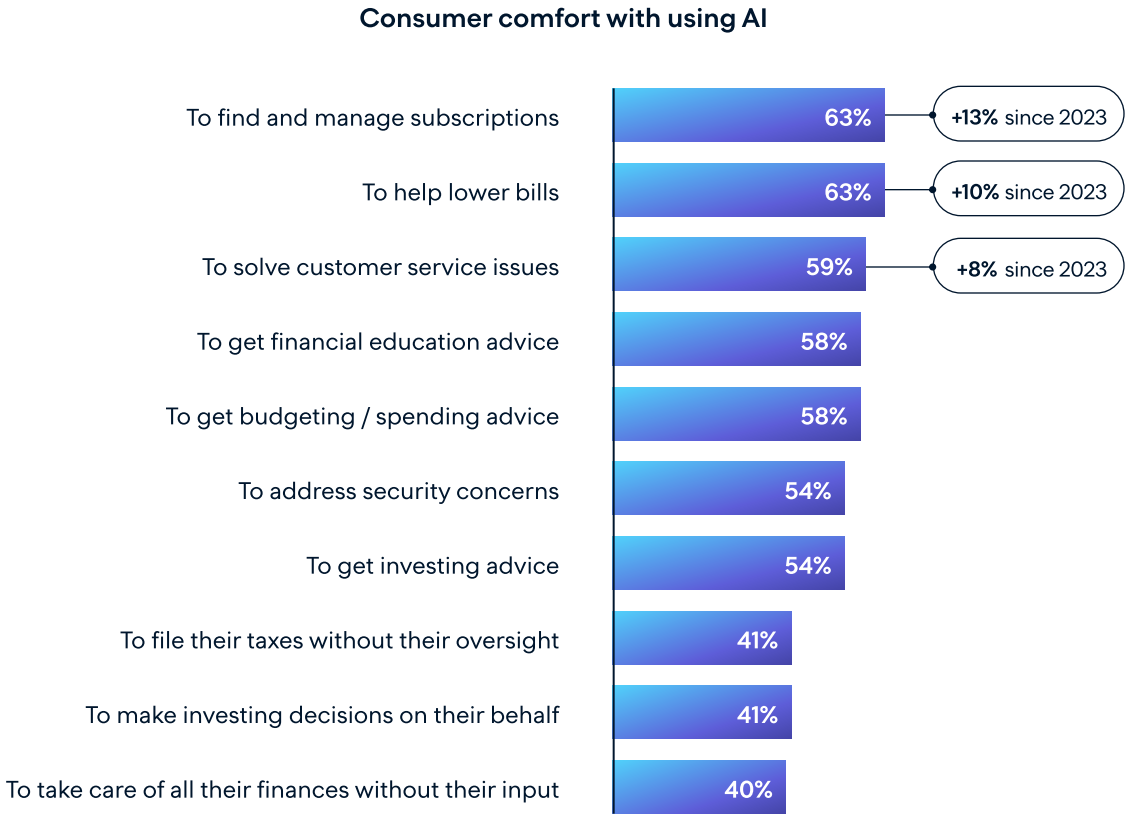 Consumer comfort with using AI
To find and manage subscriptions 63% +13% since 2023
To help lower bills 63% +10% since 2023
To solve customer service issues 59% +8% since 2023
To get financial education advice 58%
To get budgeting / spending advice 58%
To address security concerns 54%
To get investing advice 54%
To file their taxes without their oversight 41%
To make investing decisions on their behalf 41%
To take care of all their finances without their input 40%